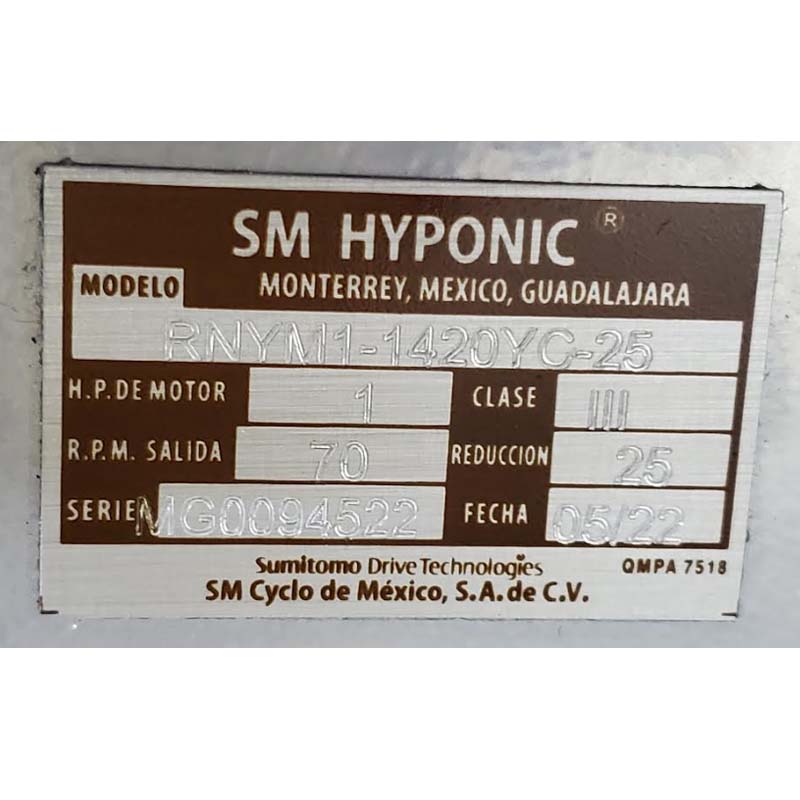 SM HYPONIC ®
MODELO MONTERREY, MEXICO, GUADALAJARA
RNYM1-1420YC-25
H.P. DE MOTOR 1 CLASE III
R.P.M. SALIDA 70 REDUCCION 25
SERIE MG0094522 FECHA 05/22
Sumitomo Drive Technologies QMPA 7518
SM Cyclo de México, S.A. de C.V.